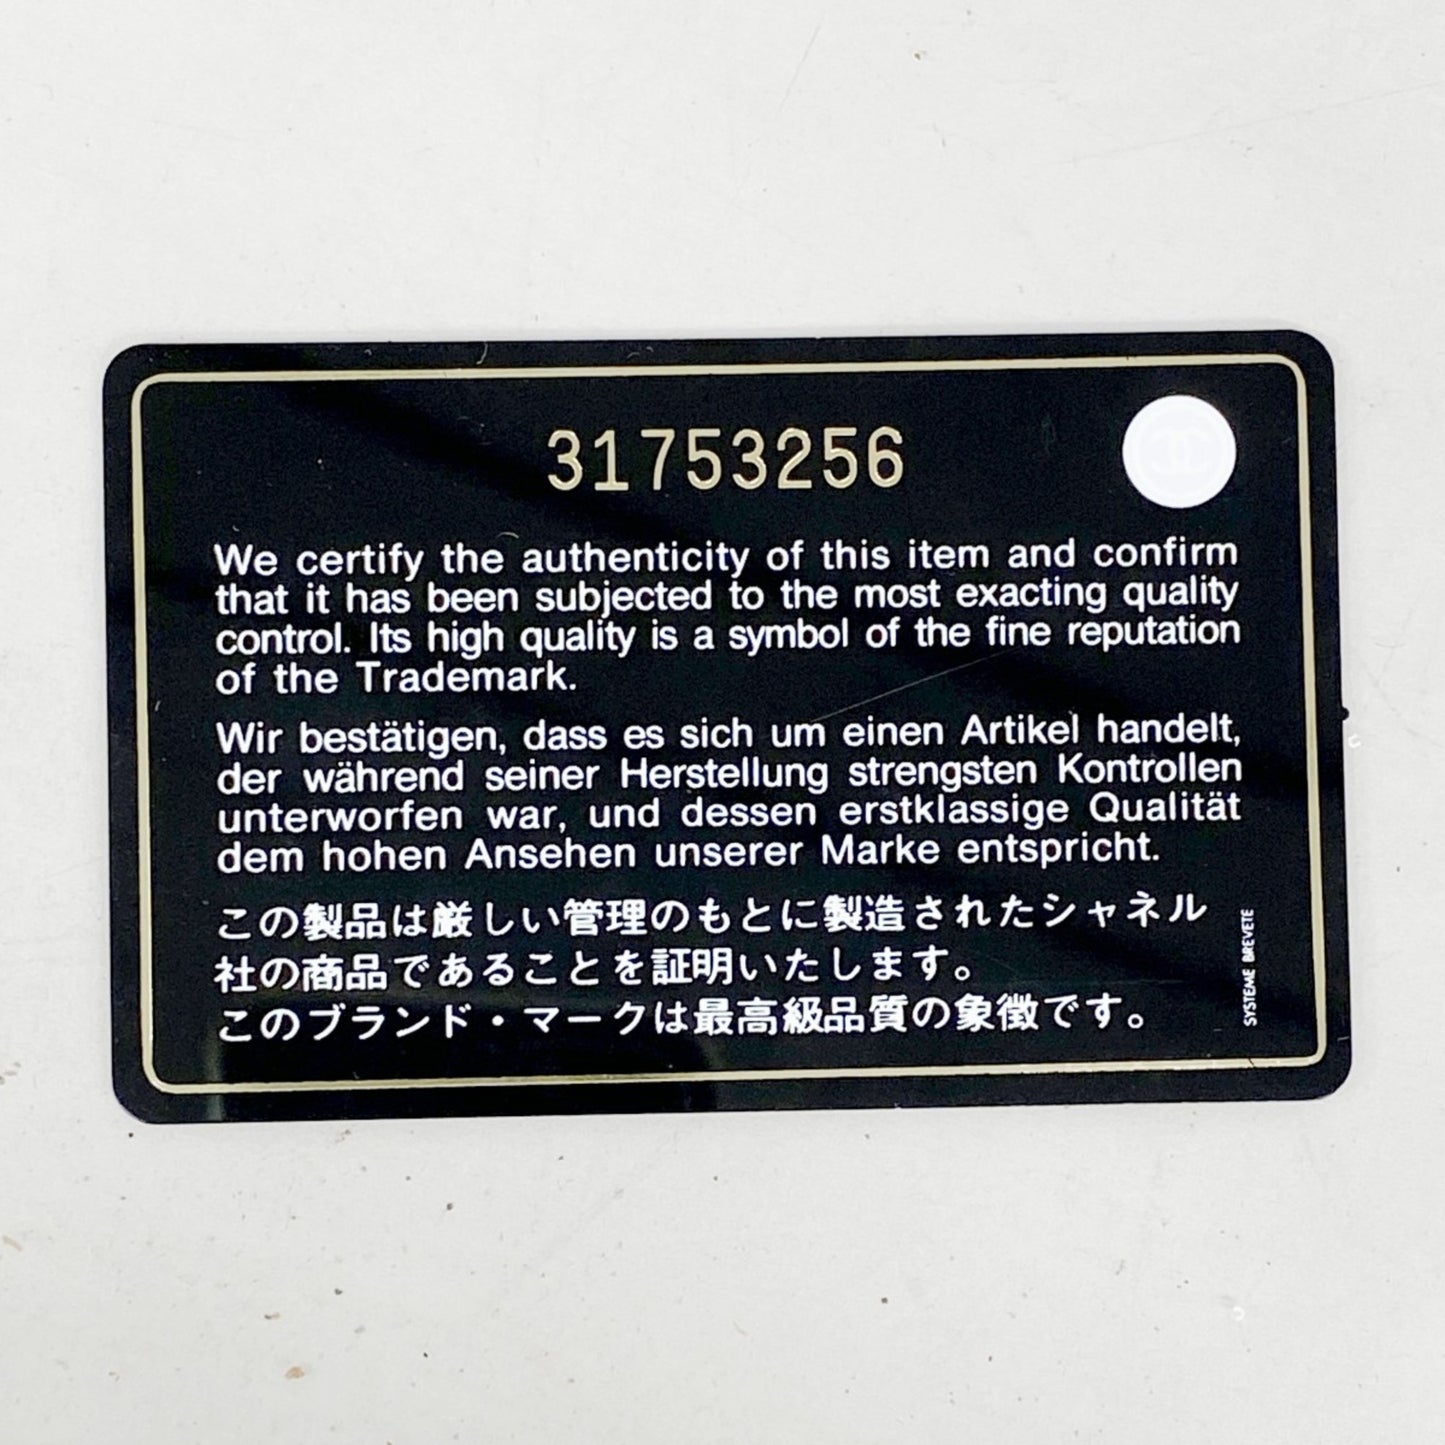 31753256
We certify the authenticity of this item and confirm
that it has been subjected to the most exacting quality
control. Its high quality is a symbol of the fine reputation
of the Trademark.
Wir bestätigen, dass es sich um einen Artikel handelt,
der während seiner Herstellung strengsten Kontrollen
unterworfen war, und dessen erstklassige Qualität
dem hohen Ansehen unserer Marke entspricht.
この製品は厳しい管理のもとに製造されたシャネル
社の商品であることを証明いたします。
このブランド・マークは最高級品質の象徴です。
SYSTEME BREVETE